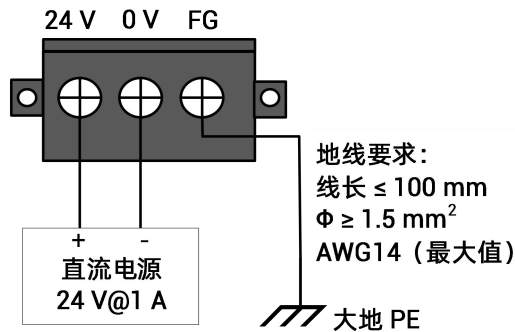 24 V 0 V FG
地线要求：
线长 ≤ 100 mm
Φ ≥ 1.5 mm²
AWG14（最大值）
+ -
直流电源
24 V@1 A
大地 PE